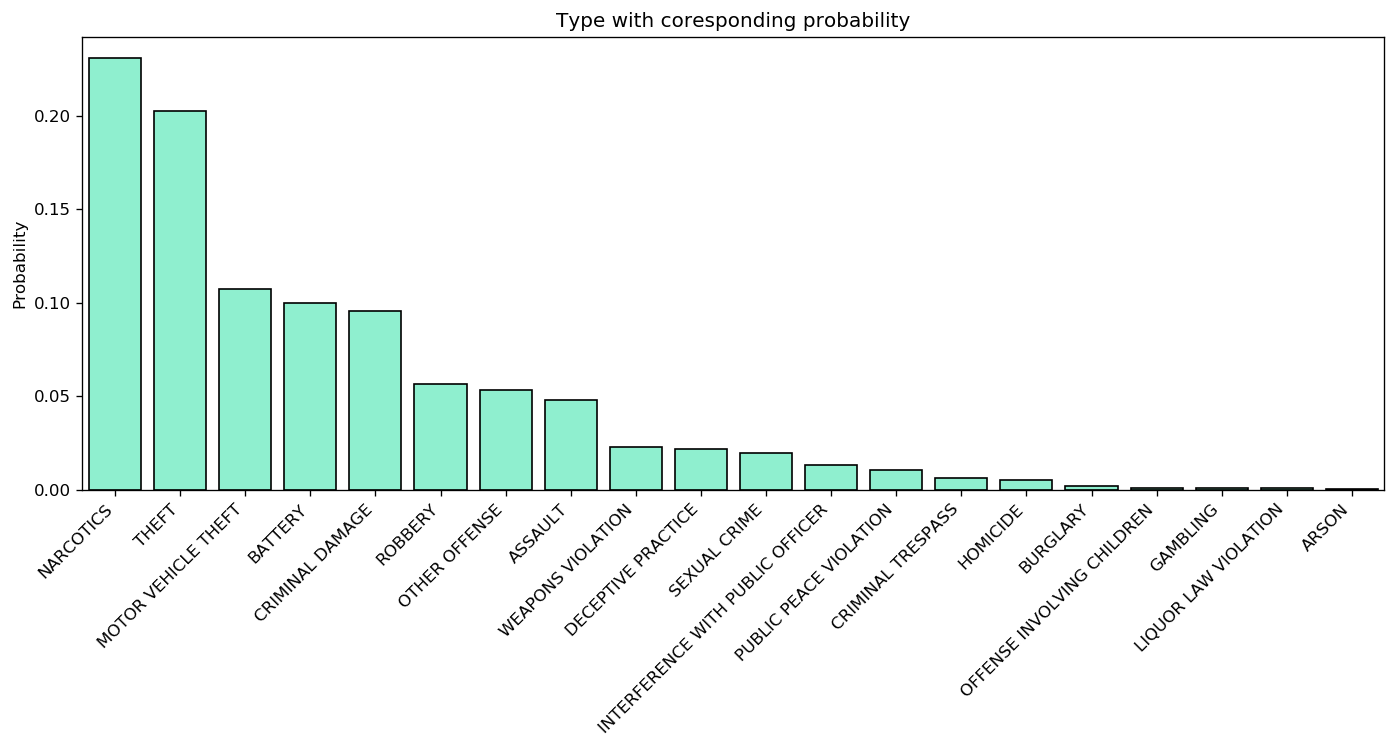 Type with coresponding probability
Probability
0.20
0.15
0.10
0.05
0.00
NARCOTICS
THEFT
MOTOR VEHICLE THEFT
BATTERY
CRIMINAL DAMAGE
ROBBERY
OTHER OFFENSE
ASSAULT
WEAPONS VIOLATION
DECEPTIVE PRACTICE
SEXUAL CRIME
INTERFERENCE WITH PUBLIC OFFICER
PUBLIC PEACE VIOLATION
CRIMINAL TRESPASS
HOMICIDE
BURGLARY
OFFENSE INVOLVING CHILDREN
GAMBLING
LIQUOR LAW VIOLATION
ARSON